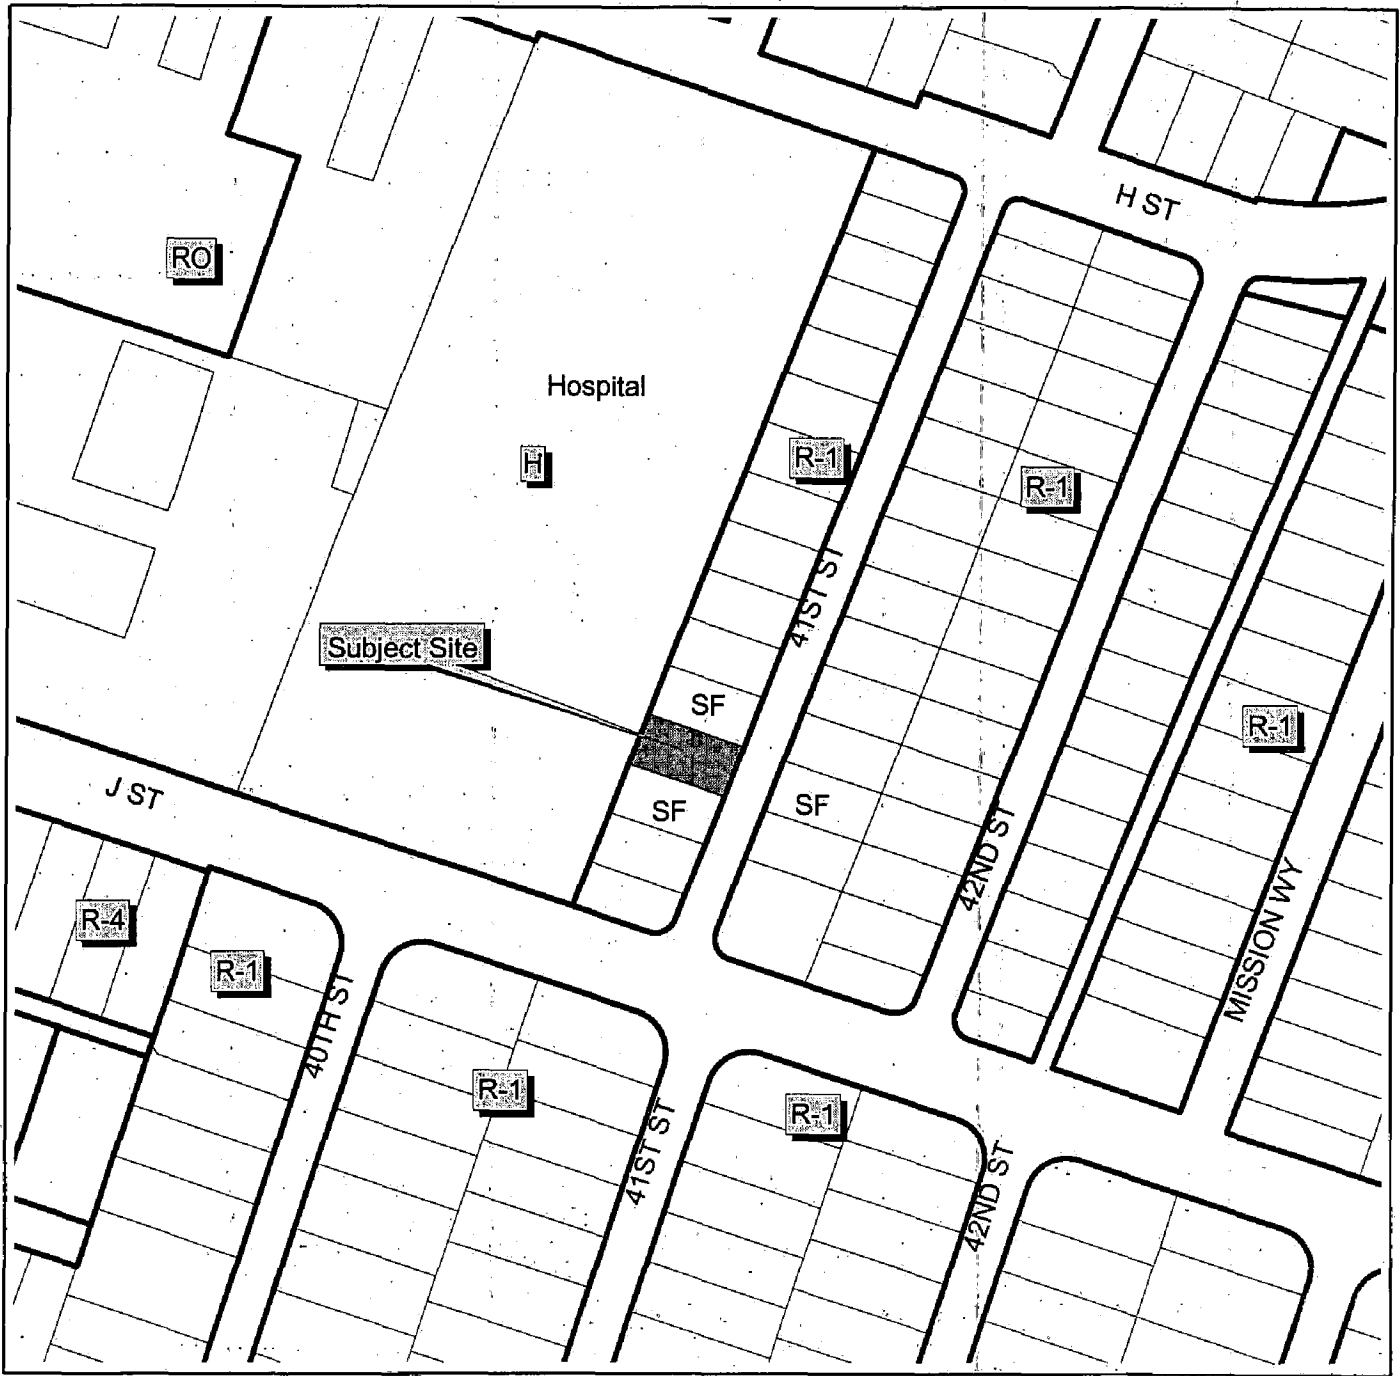 H ST
RO
Hospital
H
R-1
R-1
41ST ST
Subject Site
SF
R-1
J ST
SF
SF
42ND ST
R-4
R-1
MISSION WY
40TH ST
R-1
R-1
41ST ST
42ND ST